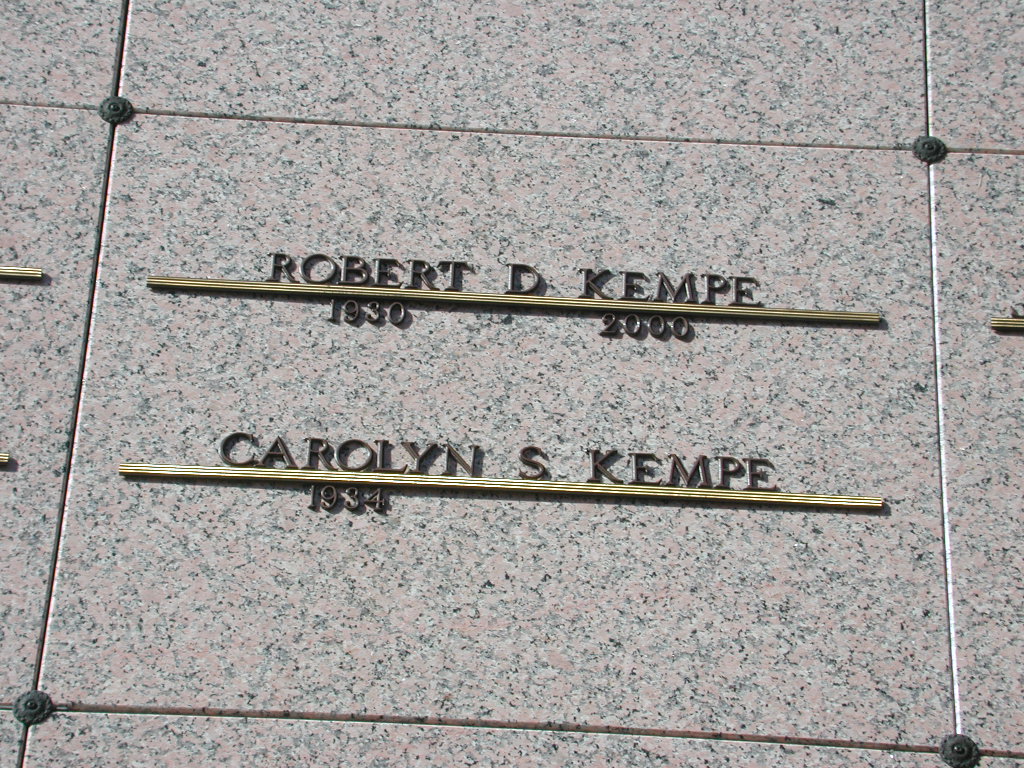 ROBERT D KEMPE
1930 2000
CAROLYN S KEMPE
1934